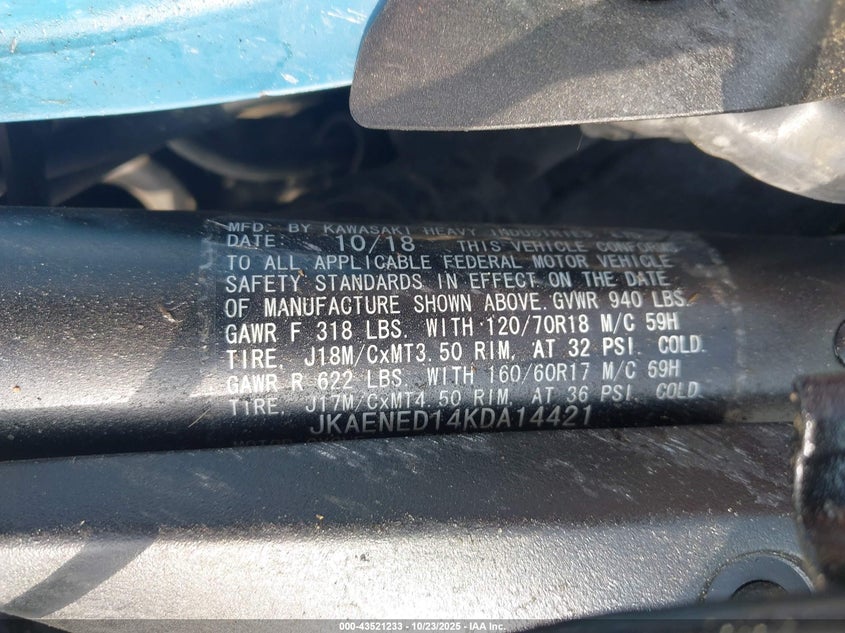 MFD. BY KAWASAKI HEAVY INDUSTRIES, LTD.
DATE: 10/18 THIS VEHICLE CONFORMS
TO ALL APPLICABLE FEDERAL MOTOR VEHICLE
SAFETY STANDARDS IN EFFECT ON THE DATE
OF MANUFACTURE SHOWN ABOVE. GVWR 940 LBS.
GAWR F 318 LBS. WITH 120/70R18 M/C 59H
TIRE, J18M/CxMT3.50 RIM, AT 32 PSI. COLD.
GAWR R 622 LBS. WITH 160/60R17 M/C 69H
TIRE, J17M/CxMT4.50 RIM, AT 36 PSI. COLD.
JKAENED14KDA14421
000-43521233 - 10/23/2025 - IAA Inc.